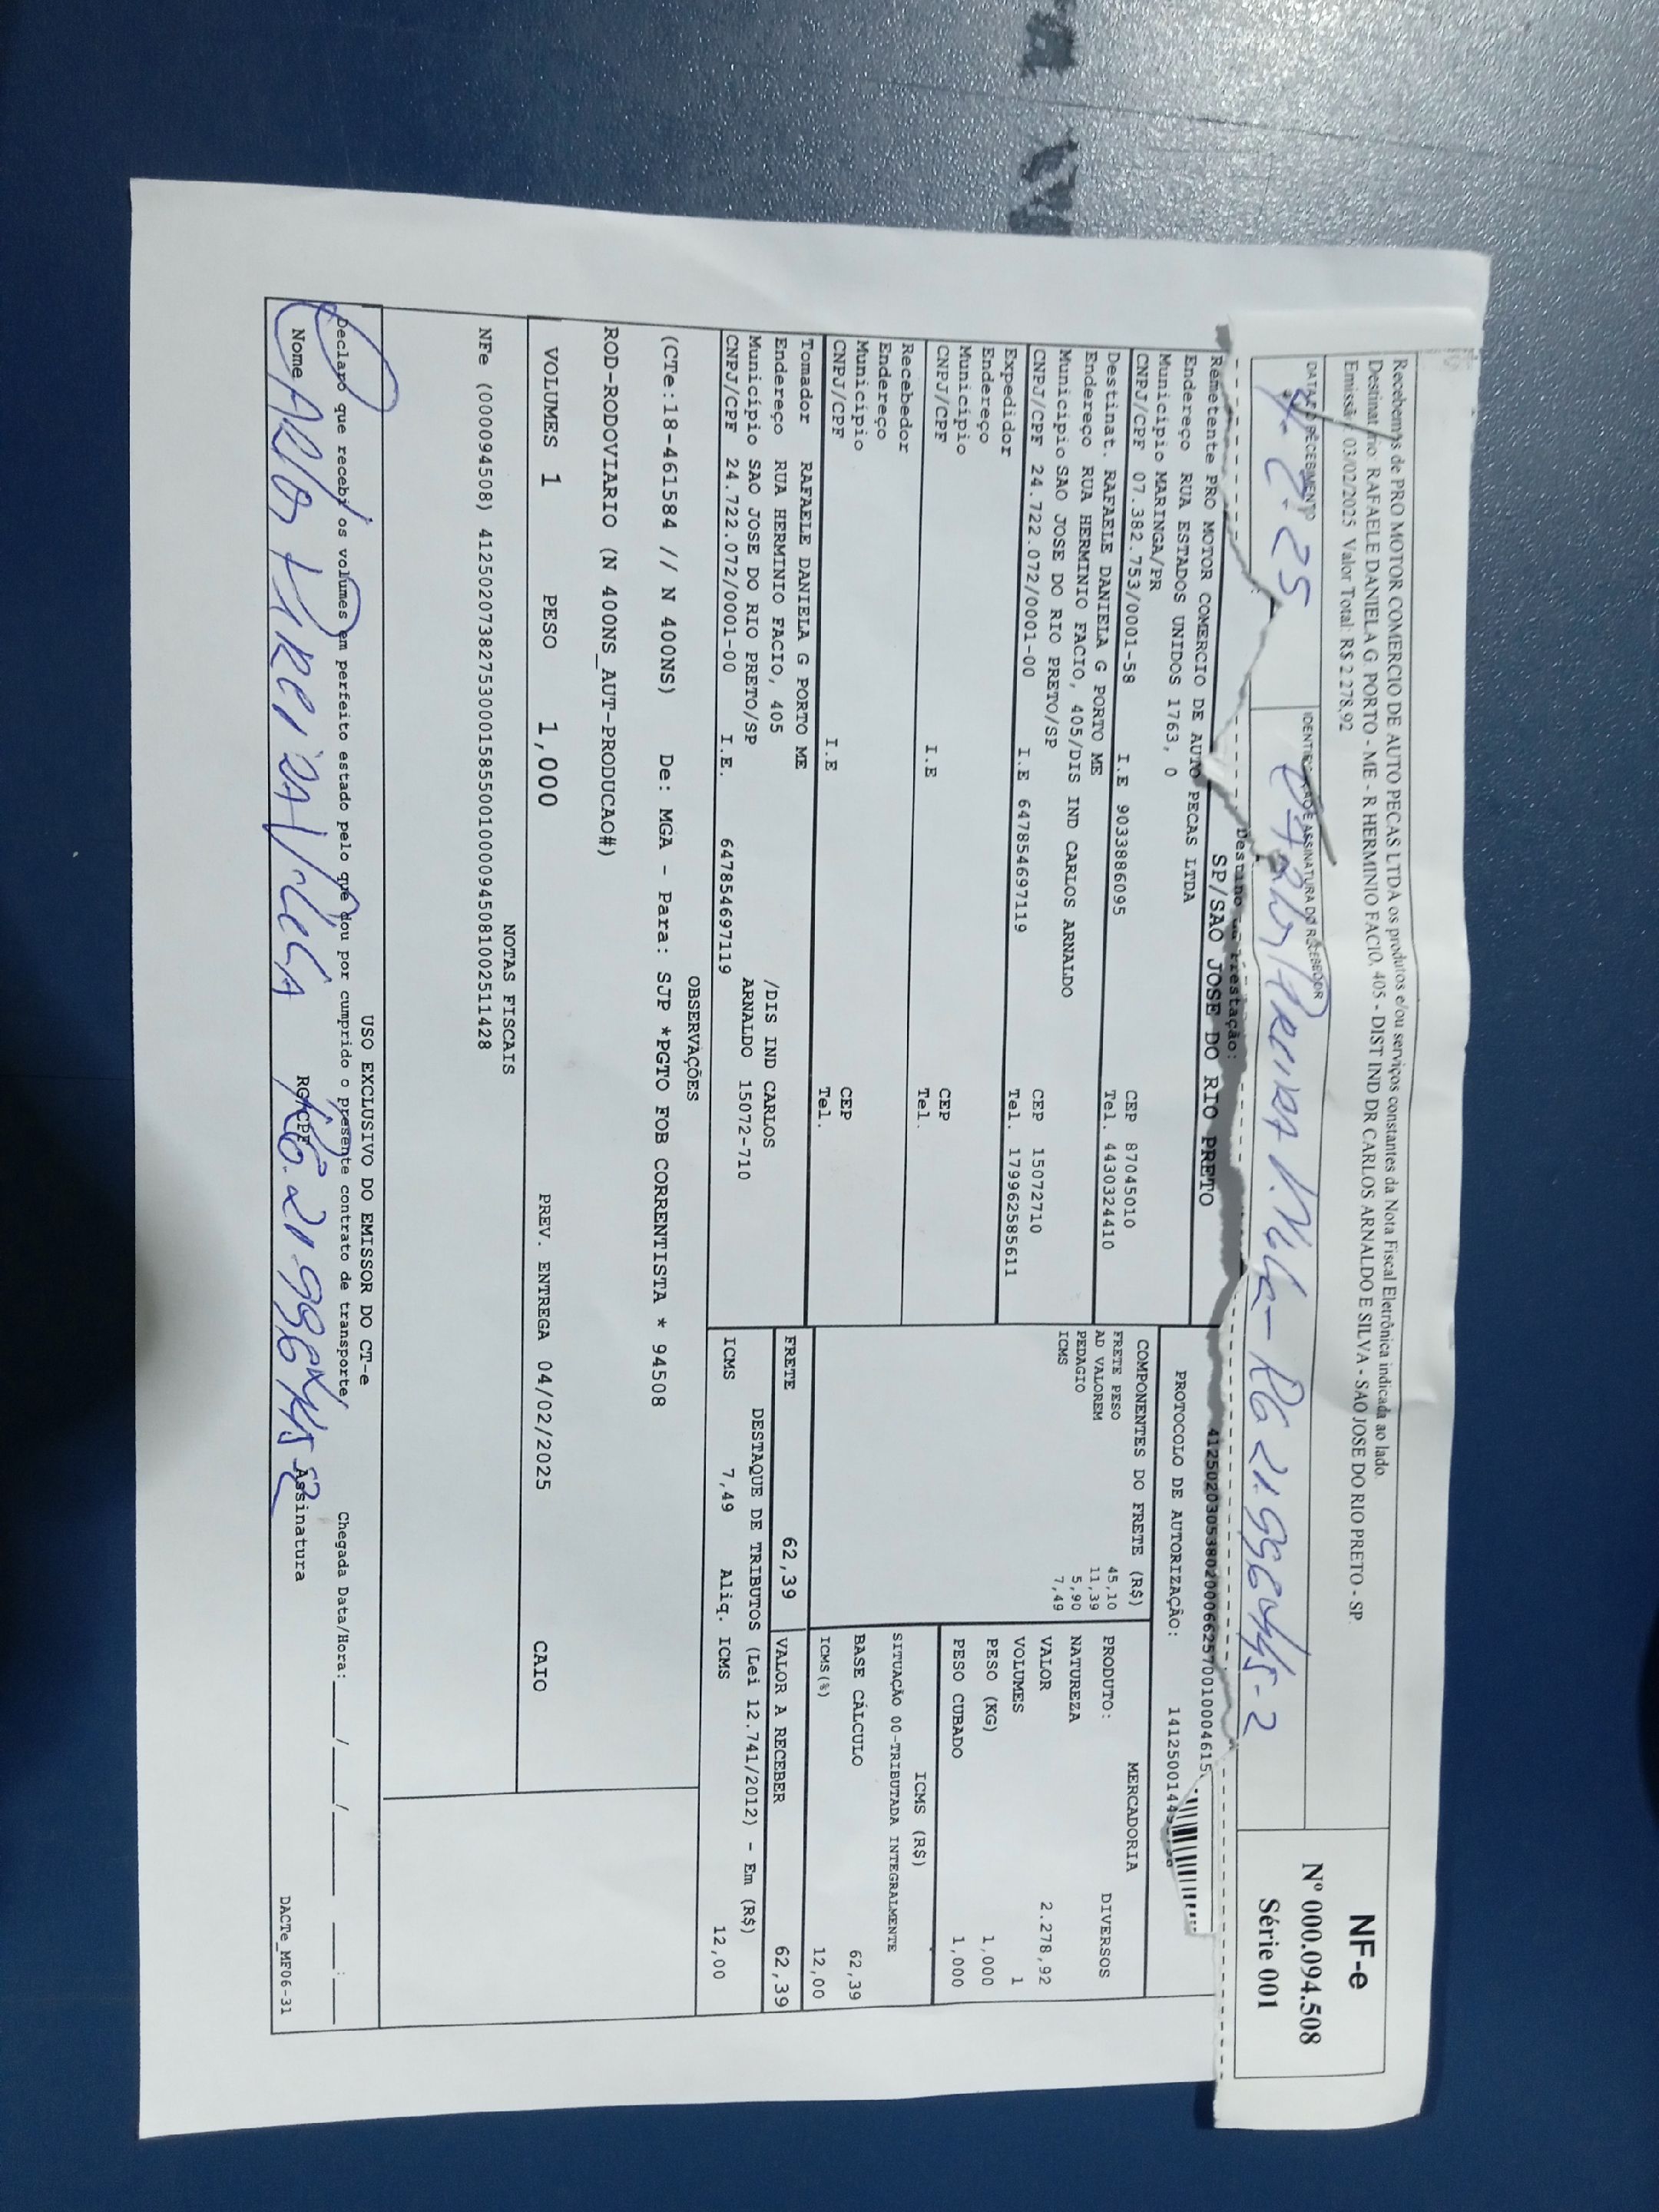 Recebemos de PRO MOTOR COMERCIO DE AUTO PECAS LTDA os produtos e/ou serviços constantes da Nota Fiscal Eletrônica indicada ao lado.
Destinatário: RAFAELE DANIELA G. PORTO - ME - R HERMINIO FACIO, 405 - DIST IND DR CARLOS ARNALDO E SILVA - SAO JOSE DO RIO PRETO - SP.
Emissão: 03/02/2025 Valor Total: R$ 2.278,92
NF-e
Nº 000.094.508
Série 001
DATA DE RECEBIMENTO
IDENTIFICAÇÃO E ASSINATURA DO RECEBEDOR
RG 21.996045-2
Destino da Prestação:
SP/SAO JOSE DO RIO PRETO
PROTOCOLO DE AUTORIZAÇÃO:
Remetente PRO MOTOR COMERCIO DE AUTO PECAS LTDA
Endereço RUA ESTADOS UNIDOS 1763, 0
Município MARINGA/PR CEP 87045010
CNPJ/CPF 07.382.753/0001-58 I.E 9033886095 Tel. 4430324410
Destinat. RAFAELE DANIELA G PORTO ME
Endereço RUA HERMINIO FACIO, 405/DIS IND CARLOS ARNALDO
Município SAO JOSE DO RIO PRETO/SP CEP 15072710
CNPJ/CPF 24.722.072/0001-00 I.E 647854697119 Tel. 179962585611
Expedidor
Endereço
Município CEP
CNPJ/CPF I.E Tel.
Recebedor
Endereço
Município CEP
CNPJ/CPF I.E Tel.
Tomador RAFAELE DANIELA G PORTO ME
Endereço RUA HERMINIO FACIO, 405 /DIS IND CARLOS
Município SAO JOSE DO RIO PRETO/SP ARNALDO 15072-710
CNPJ/CPF 24.722.072/0001-00 I.E. 647854697119
COMPONENTES DO FRETE (R$)
FRETE PESO 45,10
AD VALOREM 11,39
PEDAGIO 5,90
ICMS 7,49
MERCADORIA
PRODUTO: DIVERSOS
NATUREZA
VALOR 2.278,92
VOLUMES 1
PESO (KG) 1,000
PESO CUBADO 1,000
ICMS (R$)
SITUAÇÃO 00-TRIBUTADA INTEGRALMENTE
BASE CÁLCULO 62,39
ICMS(%) 12,00
FRETE 62,39 VALOR A RECEBER 62,39
DESTAQUE DE TRIBUTOS (Lei 12.741/2012) - Em (R$)
ICMS 7,49 Aliq. ICMS 12,00
OBSERVAÇÕES
(CTe:18-461584 // N 400NS) De: MGA - Para: SJP *PGTO FOB CORRENTISTA * 94508
ROD-RODOVIARIO (N 400NS_AUT-PRODUCAO#)
VOLUMES 1 PESO 1,000 PREV. ENTREGA 04/02/2025 CAIO
NOTAS FISCAIS
NFe (000094508) 41250207382753000158550010000945081002511428
USO EXCLUSIVO DO EMISSOR DO CT-e
Declaro que recebi os volumes em perfeito estado pelo que dou por cumprido o presente contrato de transporte
Chegada Data/Hora: ___/___/___ ___:___
Nome RG/CPF Assinatura
DACTe_MF06-31